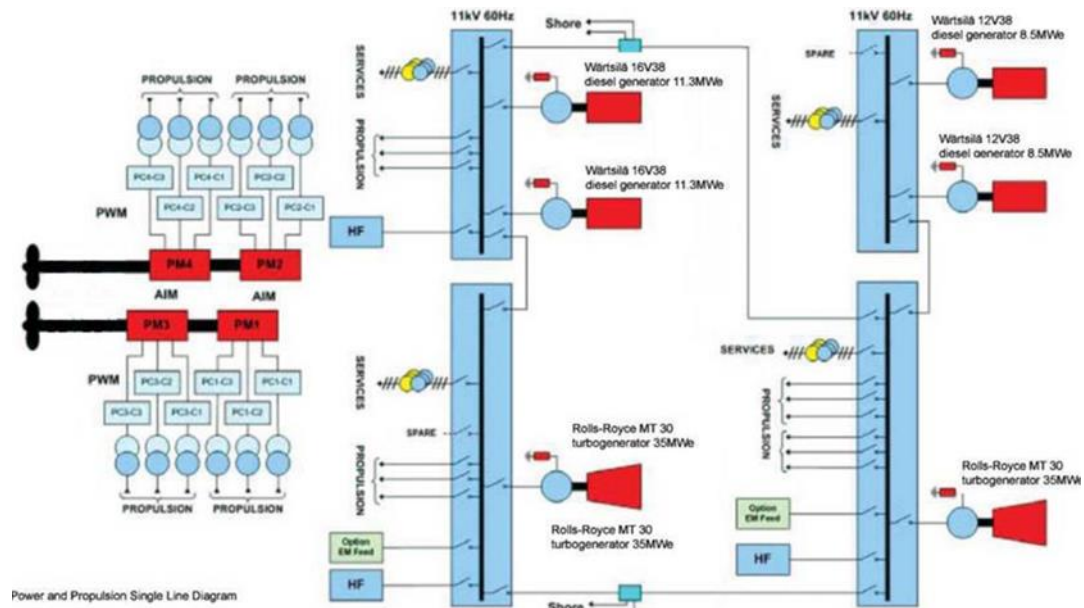 11kV 60Hz
Shore
11kV 60Hz
Wärtsilä 12V38
diesel generator 8.5MWe
SPARE
SERVICES
Wärtsilä 16V38
diesel generator 11.3MWe
SERVICES
PROPULSION
PROPULSION
PROPULSION
PC4-C3
PC4-C1
PC2-C2
PC4-C2
PC2-C3
PC2-C1
PWM
Wärtsilä 12V38
diesel generator 8.5MWe
Wärtsilä 16V38
diesel generator 11.3MWe
HF
PM4
PM2
AIM
AIM
PM3
PM1
PWM
PC3-C2
PC1-C3
PC1-C1
PC3-C3
PC3-C1
PC1-C2
PROPULSION
PROPULSION
SERVICES
SPARE
PROPULSION
Rolls-Royce MT 30
turbogenerator 35MWe
Rolls-Royce MT 30
turbogenerator 35MWe
Option
EM Feed
HF
SERVICES
PROPULSION
Rolls-Royce MT 30
turbogenerator 35MWe
Option
EM Feed
HF
Shore
Power and Propulsion Single Line Diagram